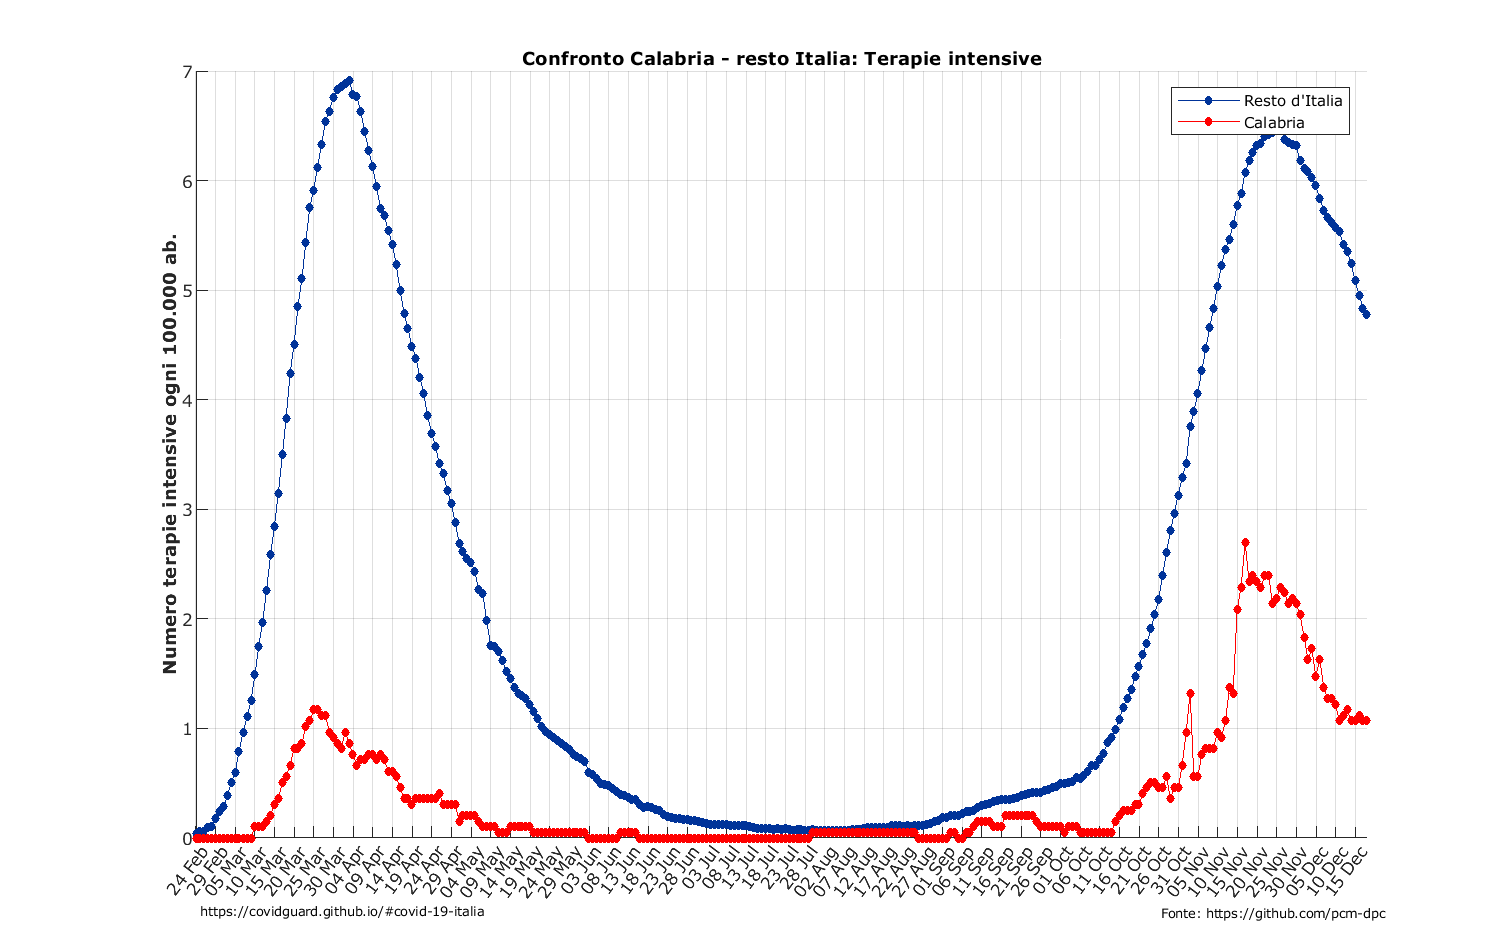 Confronto Calabria - resto Italia: Terapie intensive
Resto d'Italia
Calabria
Numero terapie intensive ogni 100.000 ab.
7
6
5
4
3
2
1
0
24 Feb
29 Feb
05 Mar
10 Mar
15 Mar
20 Mar
25 Mar
30 Mar
04 Apr
09 Apr
14 Apr
19 Apr
24 Apr
29 Apr
04 May
09 May
14 May
19 May
24 May
29 May
03 Jun
08 Jun
13 Jun
18 Jun
23 Jun
28 Jun
03 Jul
08 Jul
13 Jul
18 Jul
23 Jul
28 Jul
02 Aug
07 Aug
12 Aug
17 Aug
22 Aug
27 Aug
01 Sep
06 Sep
11 Sep
16 Sep
21 Sep
26 Sep
01 Oct
06 Oct
11 Oct
16 Oct
21 Oct
26 Oct
31 Oct
05 Nov
10 Nov
15 Nov
20 Nov
25 Nov
30 Nov
05 Dec
10 Dec
15 Dec
https://covidguard.github.io/#covid-19-italia
Fonte: https://github.com/pcm-dpc